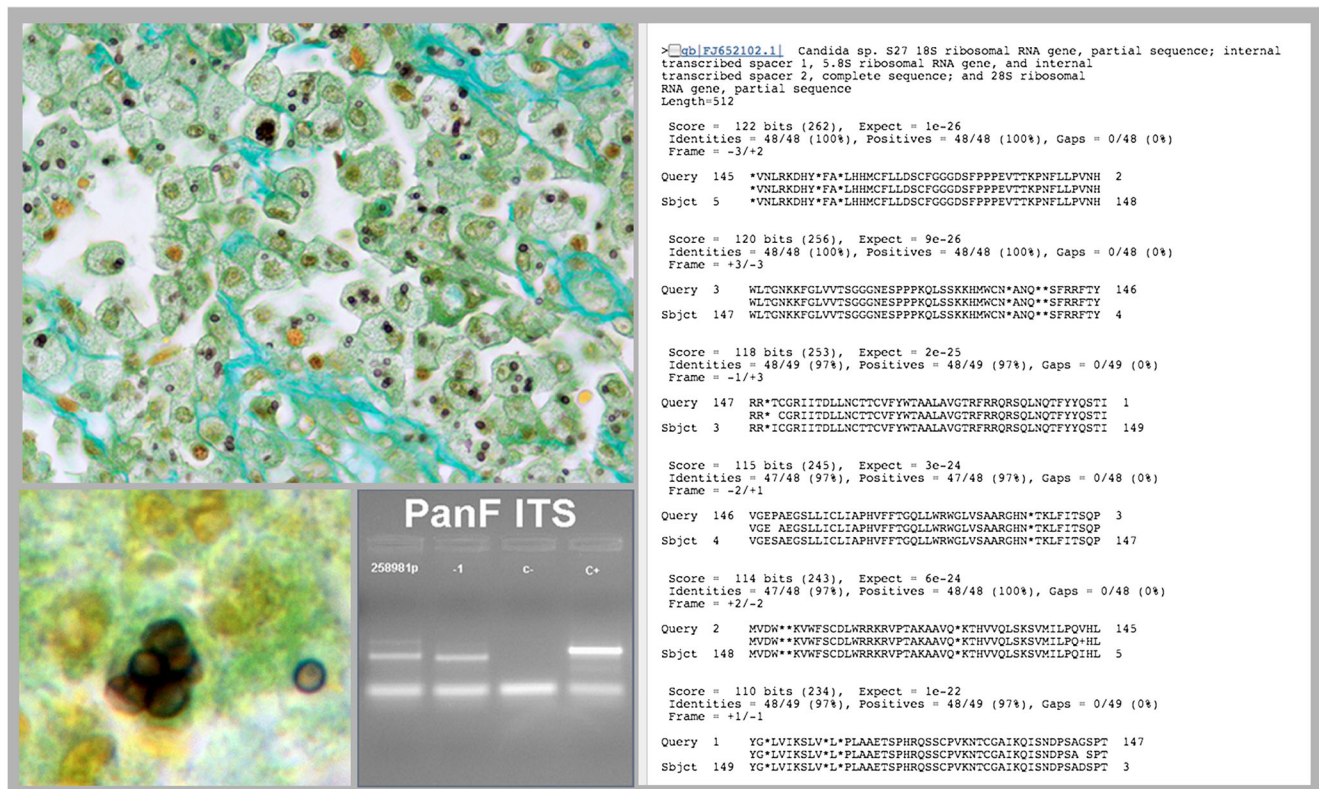 PanF ITS
258981p -1 c- C+
>gb|FJ652102.1| Candida sp. S27 18S ribosomal RNA gene, partial sequence; internal
transcribed spacer 1, 5.8S ribosomal RNA gene, and internal
transcribed spacer 2, complete sequence; and 28S ribosomal
RNA gene, partial sequence
Length=512
Score = 122 bits (262), Expect = 1e-26
Identities = 48/48 (100%), Positives = 48/48 (100%), Gaps = 0/48 (0%)
Frame = -3/+2
Query 145 *VNLRKDHY*FA*LHHMCFLLDSCFGGGDSFPPPEVTTKPNFLLPVNH 2
*VNLRKDHY*FA*LHHMCFLLDSCFGGGDSFPPPEVTTKPNFLLPVNH
Sbjct 5 *VNLRKDHY*FA*LHHMCFLLDSCFGGGDSFPPPEVTTKPNFLLPVNH 148
Score = 120 bits (256), Expect = 9e-26
Identities = 48/48 (100%), Positives = 48/48 (100%), Gaps = 0/48 (0%)
Frame = +3/-3
Query 3 WLTGNKKFGLVVTSGGGNESPPPKQLSSKKHMWCN*ANQ**SFRRFTY 146
WLTGNKKFGLVVTSGGGNESPPPKQLSSKKHMWCN*ANQ**SFRRFTY
Sbjct 147 WLTGNKKFGLVVTSGGGNESPPPKQLSSKKHMWCN*ANQ**SFRRFTY 4
Score = 118 bits (253), Expect = 2e-25
Identities = 48/49 (97%), Positives = 48/49 (97%), Gaps = 0/49 (0%)
Frame = -1/+3
Query 147 RR*TCGRIITDLLNCTTCVFYWTAALAVGTRFRRQRSQLNQTFYYQSTI 1
RR* CGRIITDLLNCTTCVFYWTAALAVGTRFRRQRSQLNQTFYYQSTI
Sbjct 3 RR*ICGRIITDLLNCTTCVFYWTAALAVGTRFRRQRSQLNQTFYYQSTI 149
Score = 115 bits (245), Expect = 3e-24
Identities = 47/48 (97%), Positives = 47/48 (97%), Gaps = 0/48 (0%)
Frame = -2/+1
Query 146 VGEPAEGSLLICLIAPHVFFTGQLLWRWGLVSAARGHN*TKLFITSQP 3
VGE AEGSLLICLIAPHVFFTGQLLWRWGLVSAARGHN*TKLFITSQP
Sbjct 4 VGESAEGSLLICLIAPHVFFTGQLLWRWGLVSAARGHN*TKLFITSQP 147
Score = 114 bits (243), Expect = 6e-24
Identities = 47/48 (97%), Positives = 48/48 (100%), Gaps = 0/48 (0%)
Frame = +2/-2
Query 2 MVDW**KVWFSCDLWRRKRVPTAKAAVQ*KTHVVQLSKSVMILPQVHL 145
MVDW**KVWFSCDLWRRKRVPTAKAAVQ*KTHVVQLSKSVMILPQ+HL
Sbjct 148 MVDW**KVWFSCDLWRRKRVPTAKAAVQ*KTHVVQLSKSVMILPQIHL 5
Score = 110 bits (234), Expect = 1e-22
Identities = 48/49 (97%), Positives = 48/49 (97%), Gaps = 0/49 (0%)
Frame = +1/-1
Query 1 YG*LVIKSLV*L*PLAAETSPHRQSSCPVKNTCGAIKQISNDPSAGSPT 147
YG*LVIKSLV*L*PLAAETSPHRQSSCPVKNTCGAIKQISNDPSA SPT
Sbjct 149 YG*LVIKSLV*L*PLAAETSPHRQSSCPVKNTCGAIKQISNDPSADSPT 3